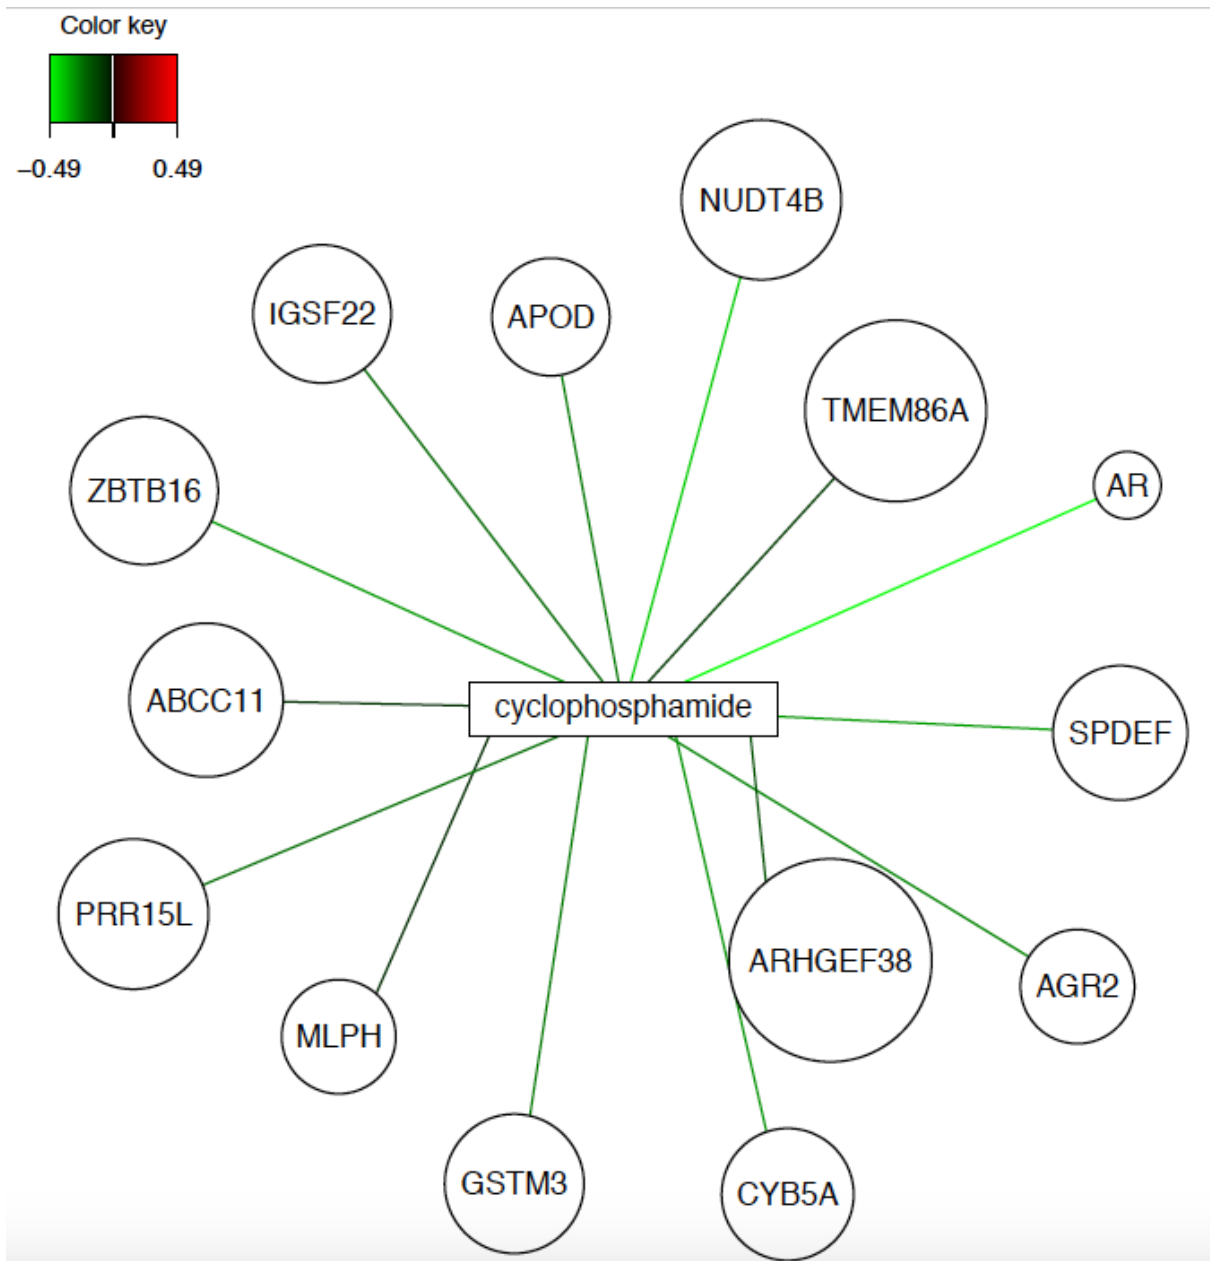 Color key
−0.49
0.49
NUDT4B
IGSF22
APOD
TMEM86A
AR
ZBTB16
ABCC11
cyclophosphamide
SPDEF
PRR15L
ARHGEF38
AGR2
MLPH
GSTM3
CYB5A